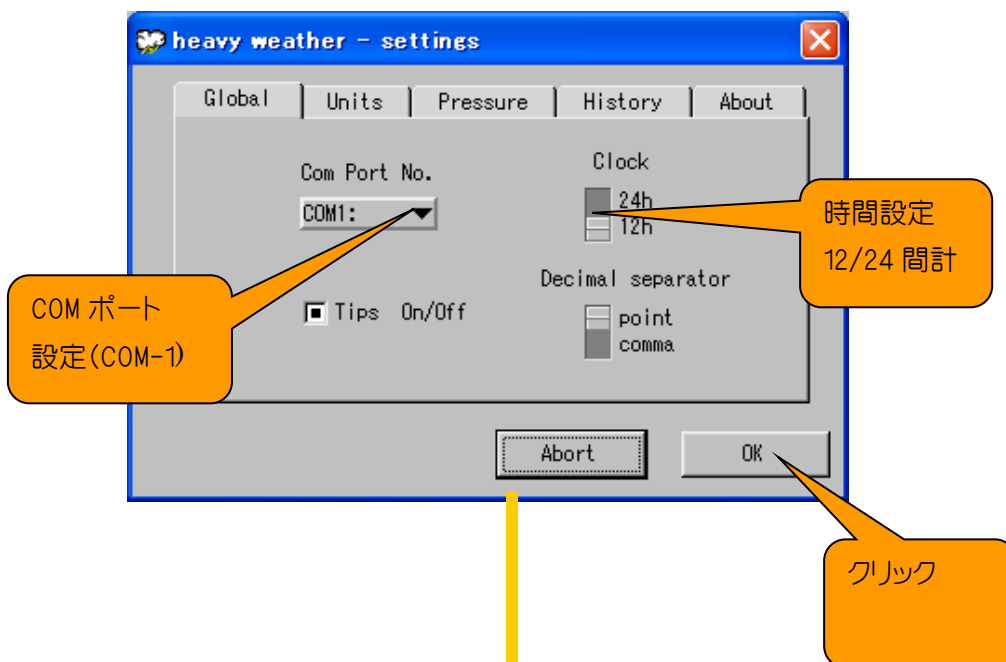 heavy weather - settings
Global Units Pressure History About
Com Port No.
COM1:
Clock
24h
12h
時間設定
12/24 間計
COM ポート
設定(COM-1)
Tips On/Off
Decimal separator
point
comma
Abort
OK
クリック